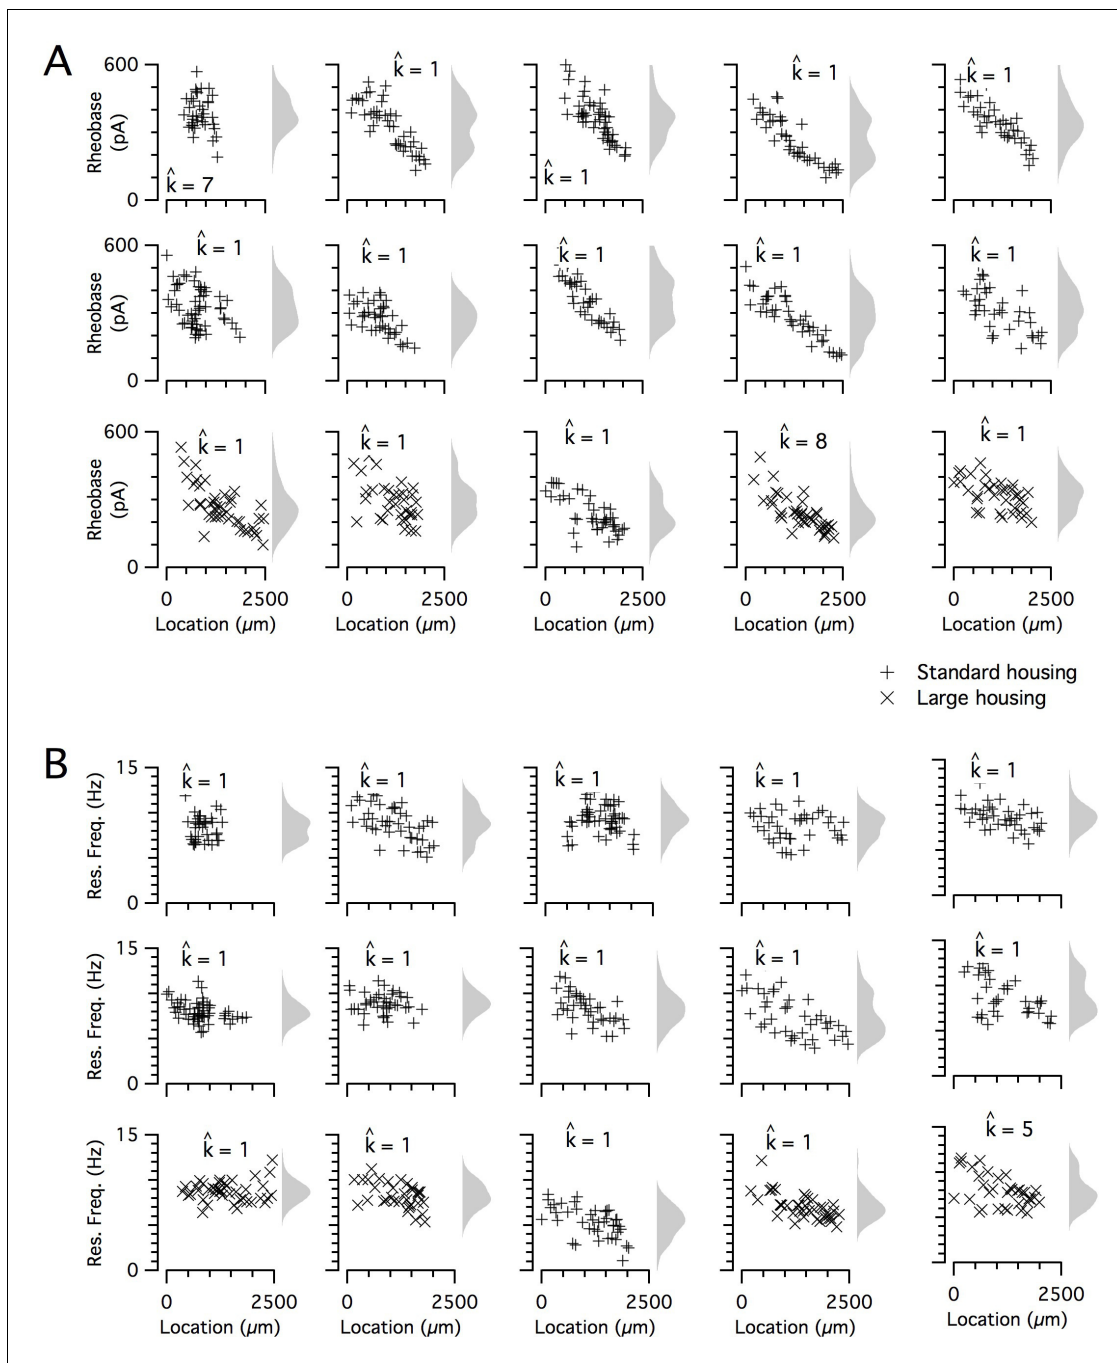 A
600
Rheobase
(pA)
0
k̂ = 7
k̂ = 1
k̂ = 1
k̂ = 1
k̂ = 1
600
Rheobase
(pA)
0
k̂ = 1
k̂ = 1
k̂ = 1
k̂ = 1
k̂ = 1
600
Rheobase
(pA)
0
k̂ = 1
k̂ = 1
k̂ = 1
k̂ = 8
k̂ = 1
0 2500 0 2500 0 2500 0 2500 0 2500
Location (µm) Location (µm) Location (µm) Location (µm) Location (µm)
+ Standard housing
× Large housing
B
15
Res. Freq. (Hz)
0
k̂ = 1
k̂ = 1
k̂ = 1
k̂ = 1
k̂ = 1
15
Res. Freq. (Hz)
0
k̂ = 1
k̂ = 1
k̂ = 1
k̂ = 1
k̂ = 1
15
Res. Freq. (Hz)
0
k̂ = 1
k̂ = 1
k̂ = 1
k̂ = 1
k̂ = 5
0 2500 0 2500 0 2500 0 2500 0 2500
Location (µm) Location (µm) Location (µm) Location (µm) Location (µm)